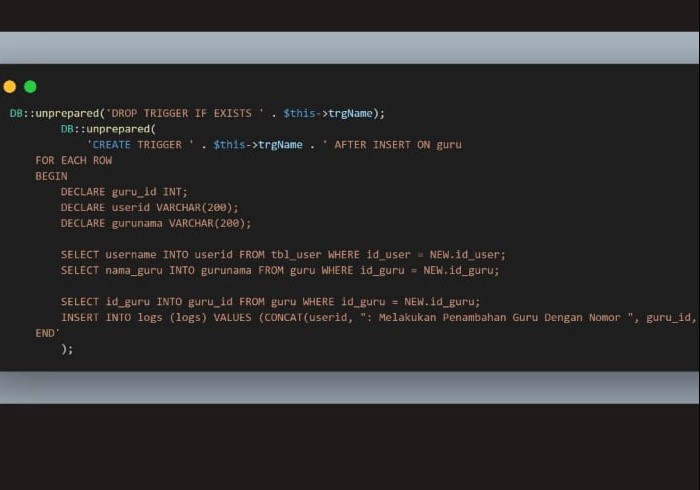 DB::unprepared('DROP TRIGGER IF EXISTS ' . $this->trgName);
DB::unprepared(
'CREATE TRIGGER ' . $this->trgName . ' AFTER INSERT ON guru
FOR EACH ROW
BEGIN
DECLARE guru_id INT;
DECLARE userid VARCHAR(200);
DECLARE gurunama VARCHAR(200);
SELECT username INTO userid FROM tbl_user WHERE id_user = NEW.id_user;
SELECT nama_guru INTO gurunama FROM guru WHERE id_guru = NEW.id_guru;
SELECT id_guru INTO guru_id FROM guru WHERE id_guru = NEW.id_guru;
INSERT INTO logs (logs) VALUES (CONCAT(userid, ": Melakukan Penambahan Guru Dengan Nomor ", guru_id,
END'
);